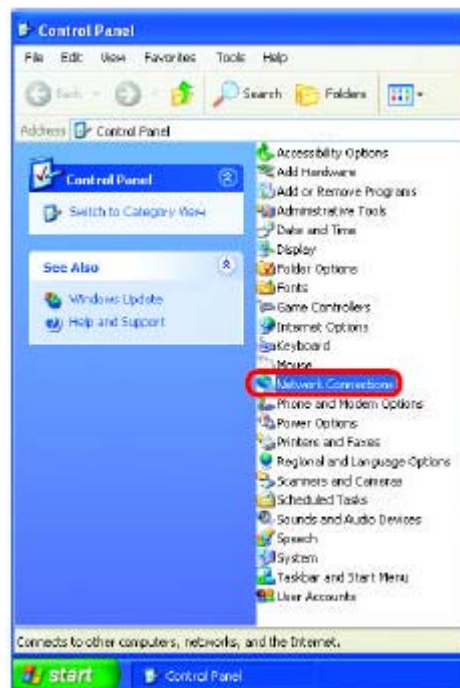 Control Panel
File Edit View Favorites Tools Help
Back Search Folders
Address Control Panel
Control Panel
Switch to Category View
See Also
Windows Update
Help and Support
Accessibility Options
Add Hardware
Add or Remove Programs
Administrative Tools
Date and Time
Display
Folder Options
Fonts
Game Controllers
Internet Options
Keyboard
Mouse
Network Connections
Phone and Modem Options
Power Options
Printers and Faxes
Regional and Language Options
Scanners and Cameras
Scheduled Tasks
Sounds and Audio Devices
Speech
System
Taskbar and Start Menu
User Accounts
Connects to other computers, networks, and the Internet.
start Control Panel